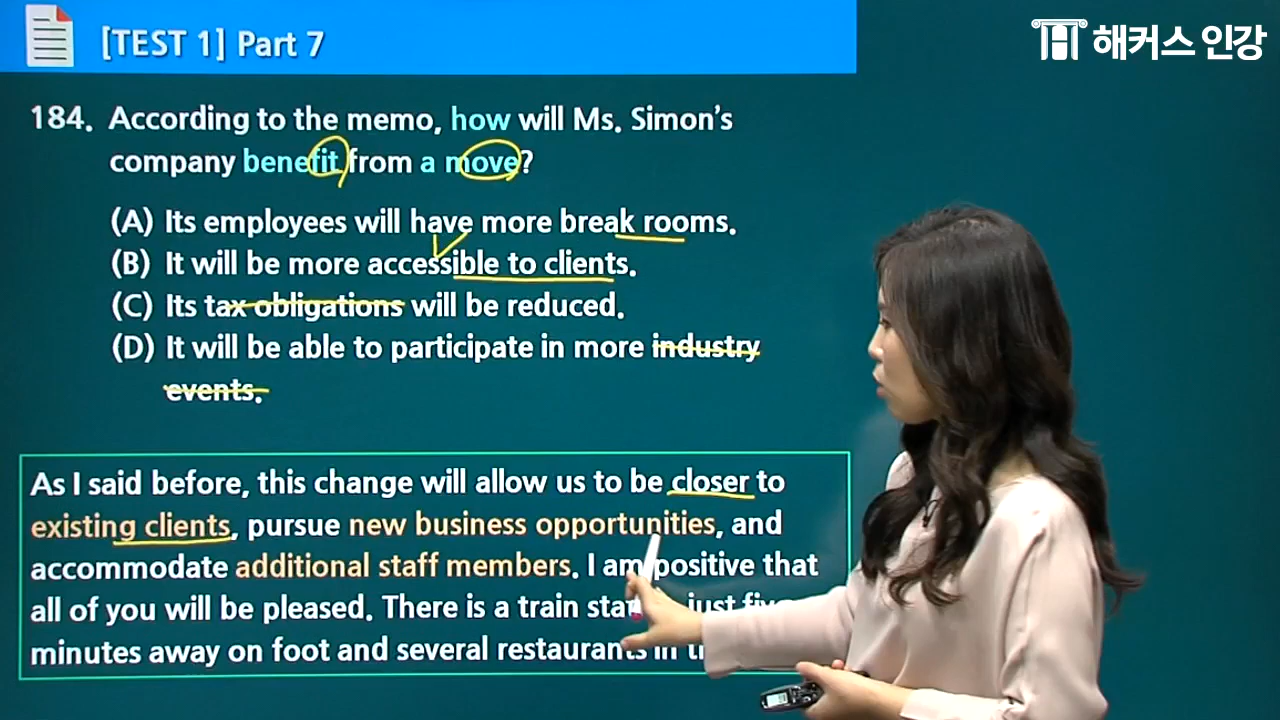 [TEST 1] Part 7
해커스 인강
184. According to the memo, how will Ms. Simon's
company benefit from a move?
(A) Its employees will have more break rooms.
(B) It will be more accessible to clients.
(C) Its tax obligations will be reduced.
(D) It will be able to participate in more industry
events.
As I said before, this change will allow us to be closer to
existing clients, pursue new business opportunities, and
accommodate additional staff members. I am positive that
all of you will be pleased. There is a train just
minutes away on foot and several restaurants in